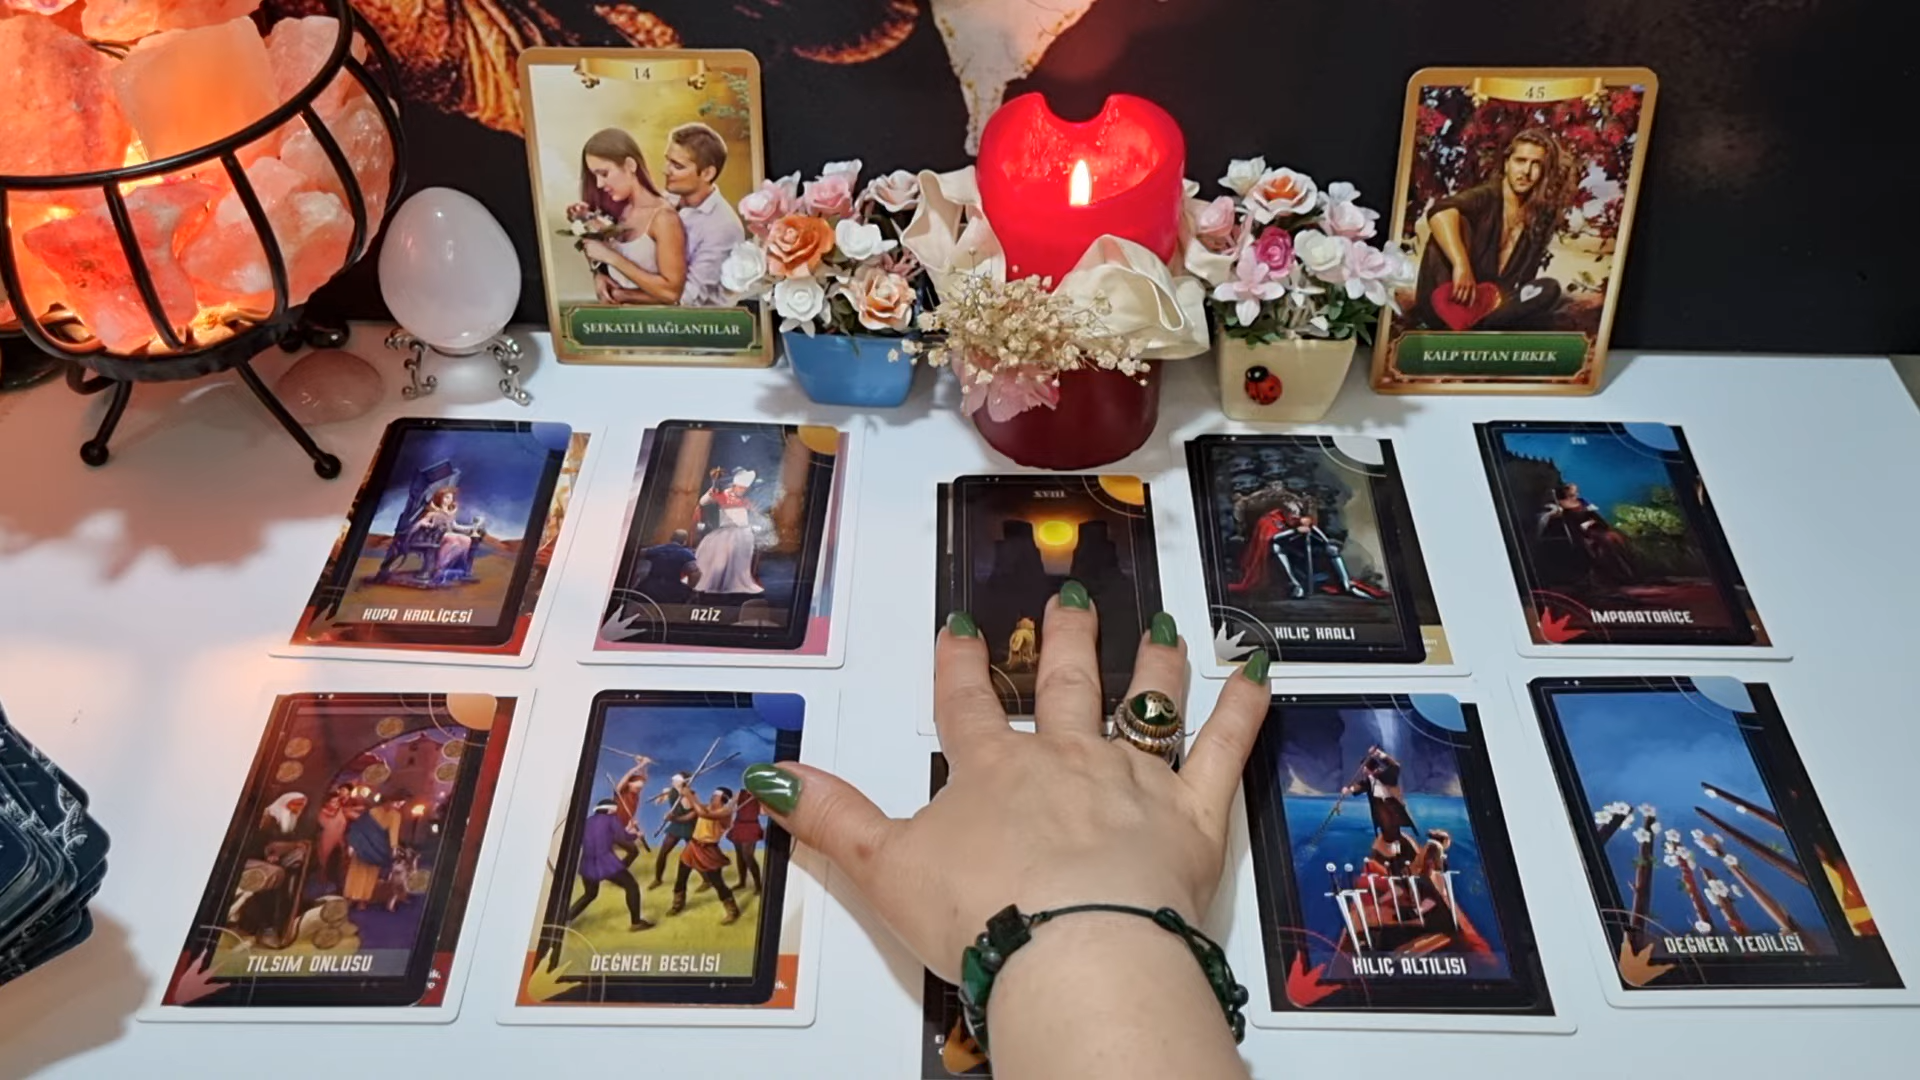 14
ŞEFKATLİ BAĞLANTILAR
45
KALP TUTAN ERKEK
KUPA KRALİÇESİ
V
AZİZ
XVIII
KILIÇ KRALI
III
İMPARATORİÇE
TILSIM ONLUSU
DEĞNEK BEŞLİSİ
KILIÇ ALTILISI
DEĞNEK YEDİLİSİ